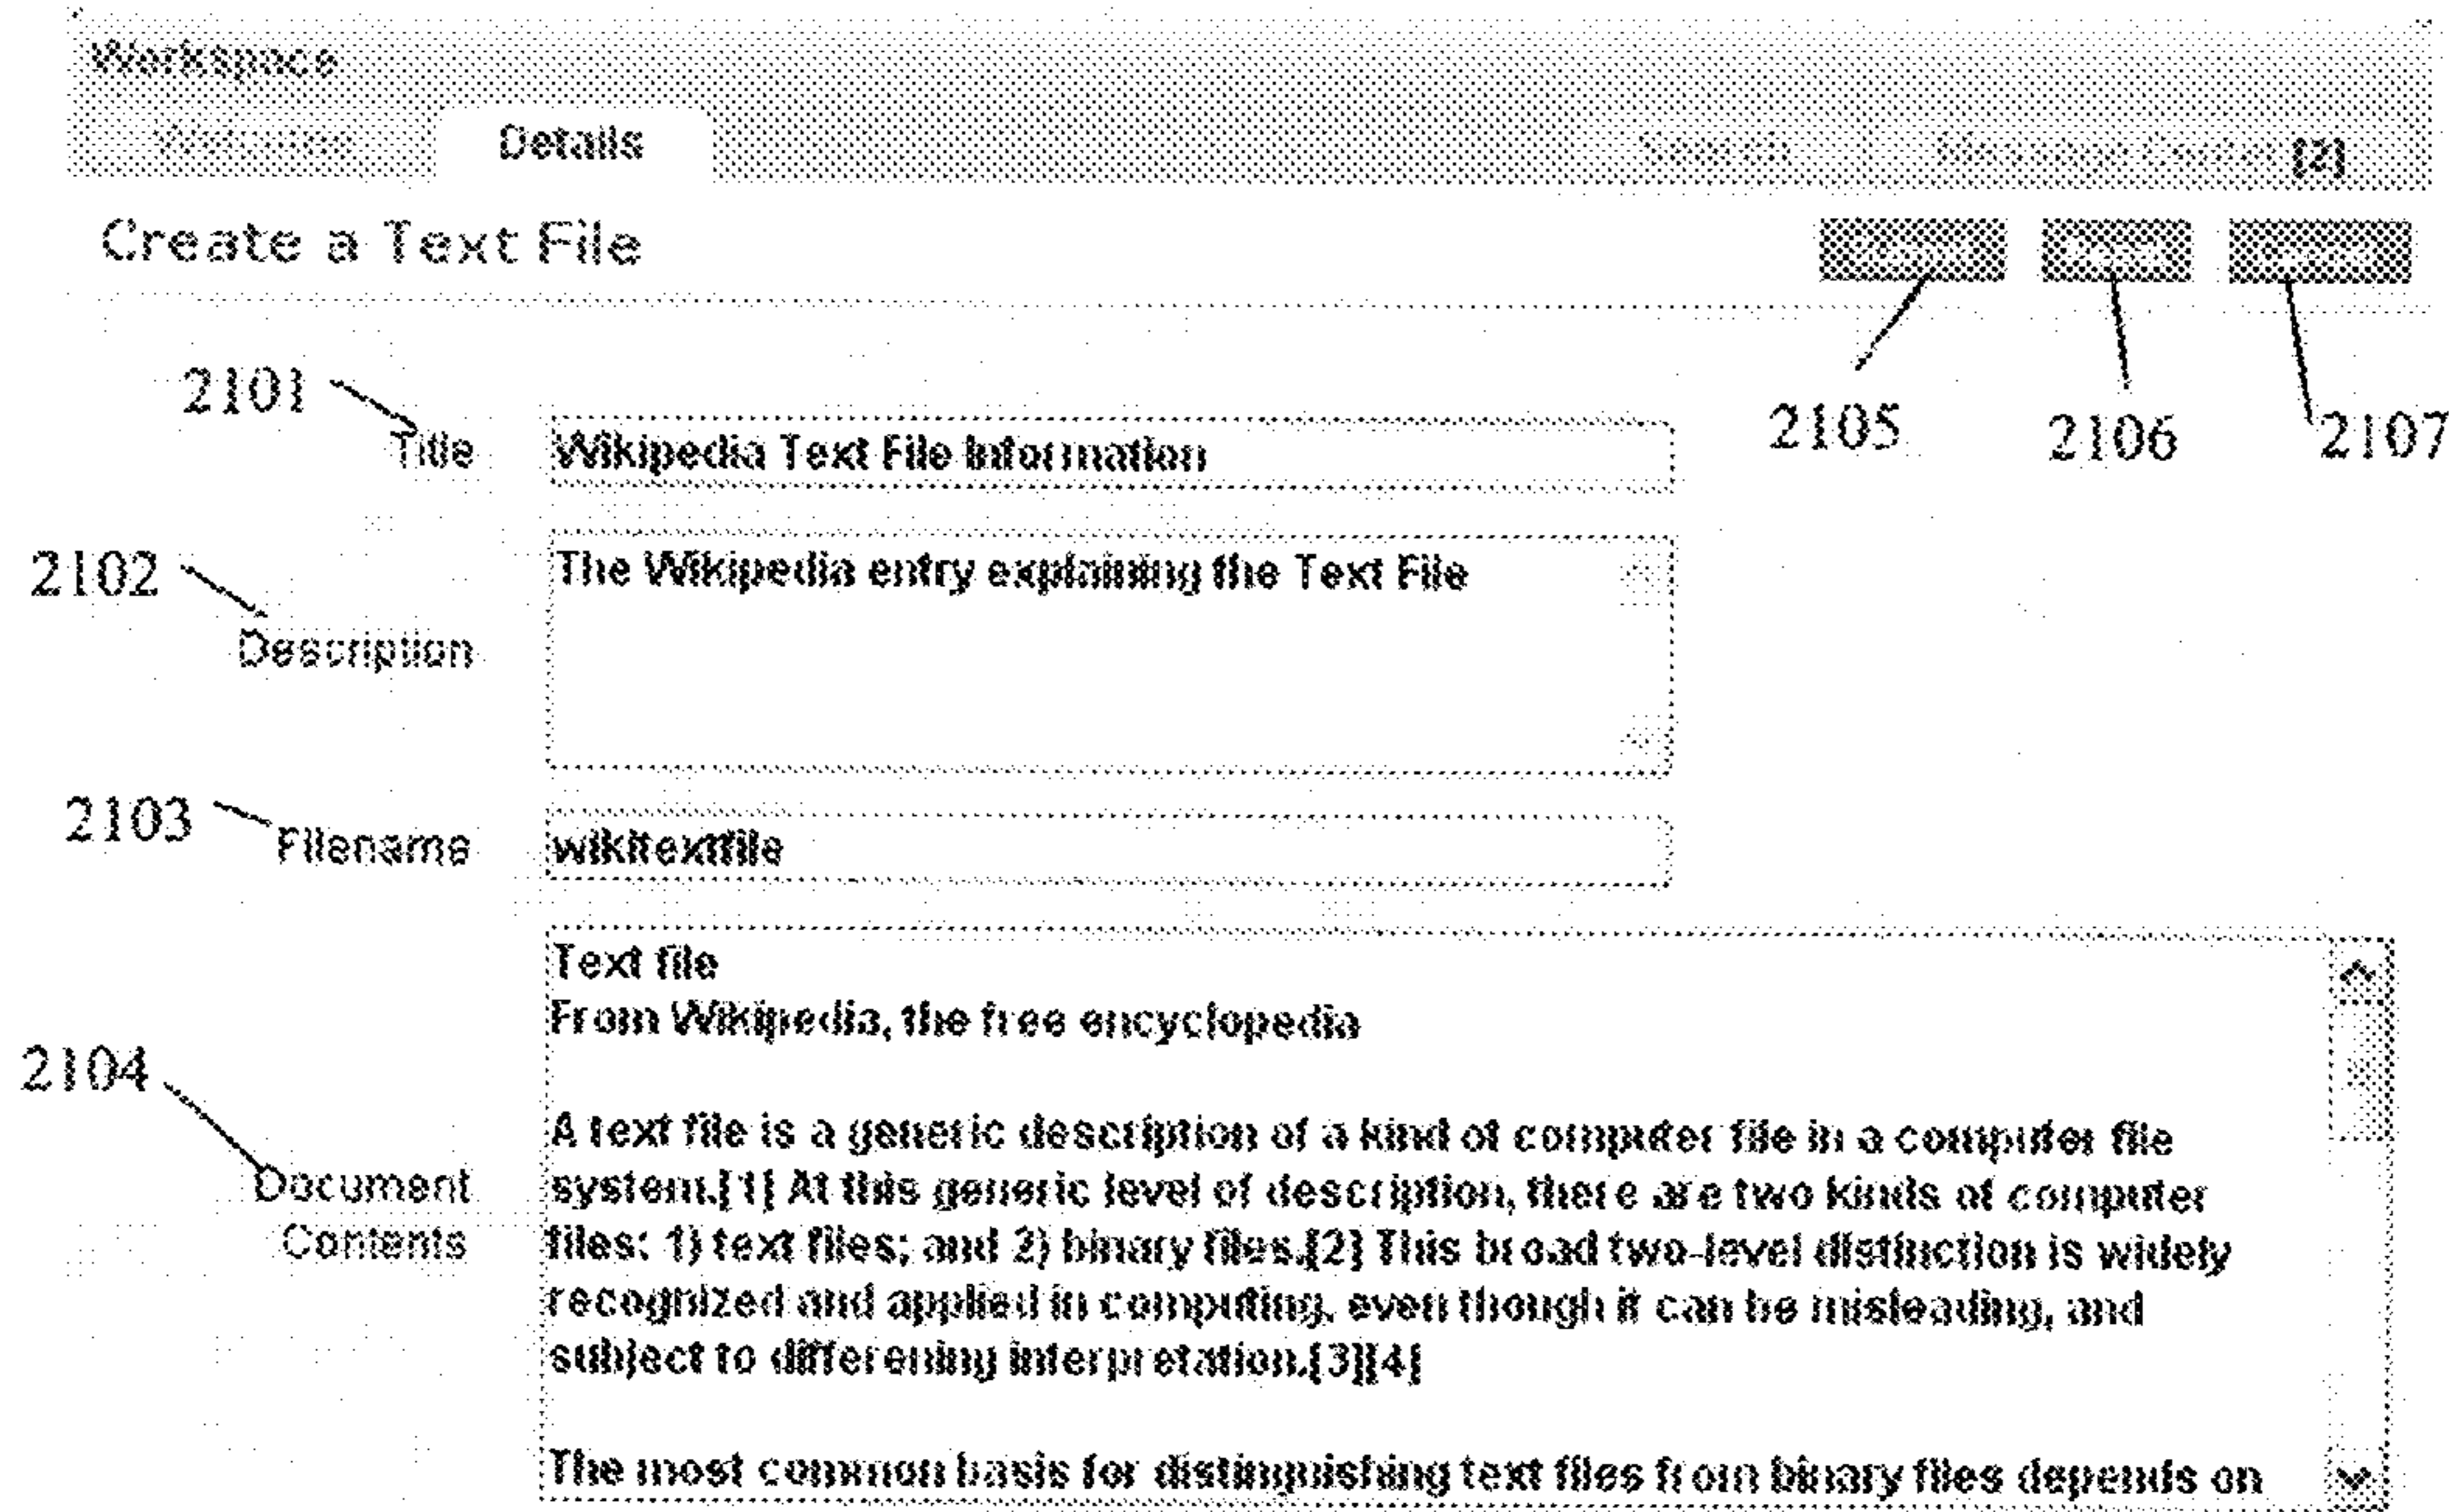 Workspace
Welcome Details Search Message Center [2]
Create a Text File
2101
Title Wikipedia Text File Information
2105 2106 2107
2102
Description The Wikipedia entry explaining the Text File
2103
Filename wikitextfile
2104
Document
Contents
Text file
From Wikipedia, the free encyclopedia
A text file is a generic description of a kind of computer file in a computer file
system.[1] At this generic level of description, there are two kinds of computer
files: 1) text files; and 2) binary files.[2] This broad two-level distinction is widely
recognized and applied in computing, even though it can be misleading, and
subject to differening interpretation.[3][4]
The most common basis for distinguishing text files from binary files depends on